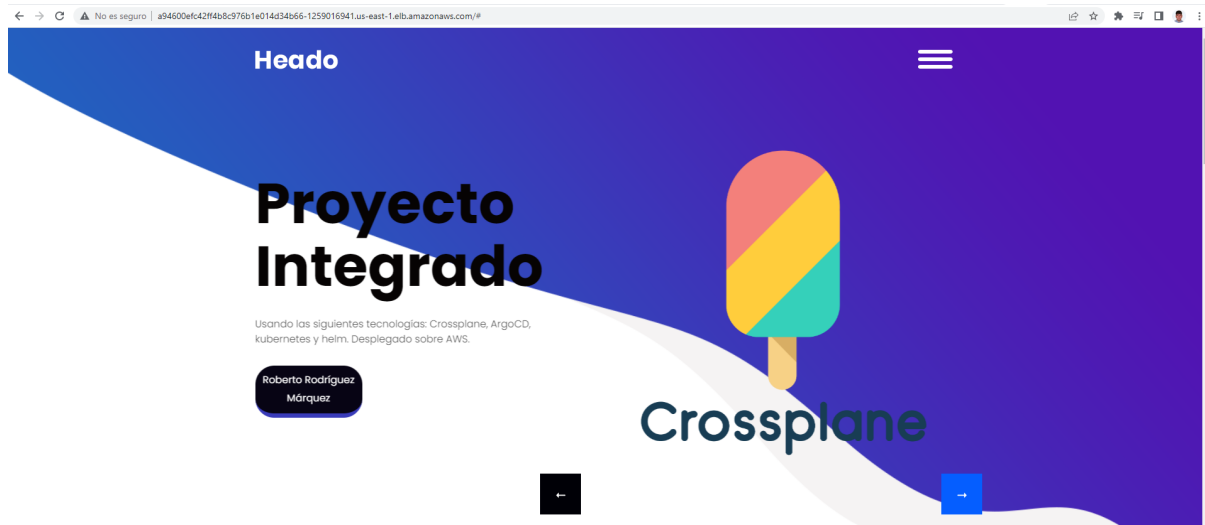 No es seguro | a94600efc42ff4b8c976b1e014d34b66-1259016941.us-east-1.elb.amazonaws.com/#
Heado
Proyecto
Integrado
Usando las siguientes tecnologías: Crossplane, ArgoCD,
kubernetes y helm. Desplegado sobre AWS.
Roberto Rodríguez
Márquez
Crossplane